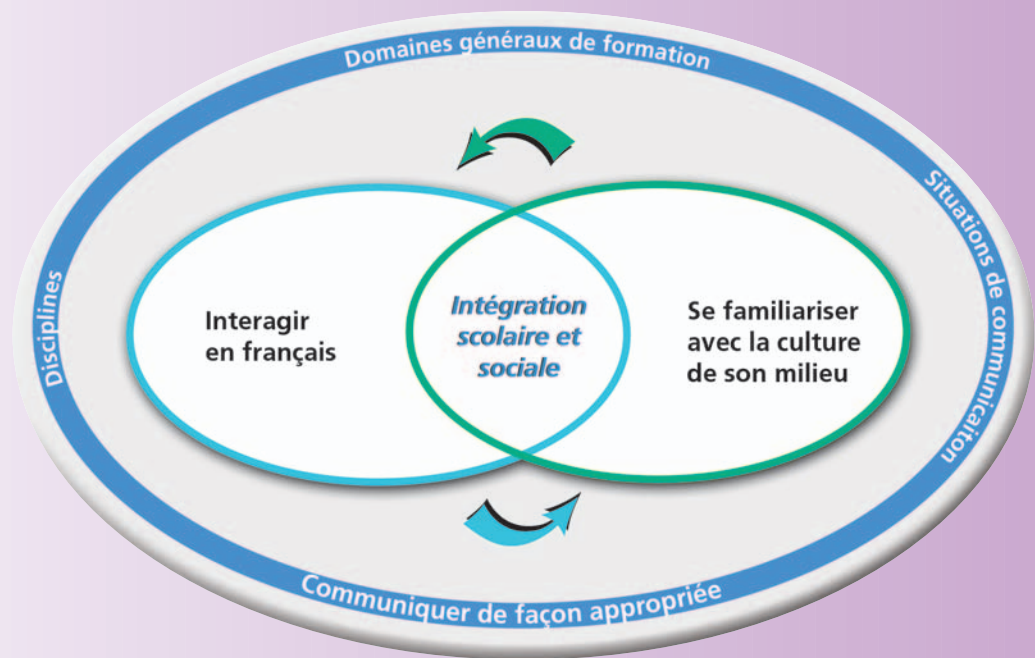 Domaines généraux de formation
Situations de communicaiton
Disciplines
Interagir
en français
Intégration
scolaire et
sociale
Se familiariser
avec la culture
de son milieu
Communiquer de façon appropriée